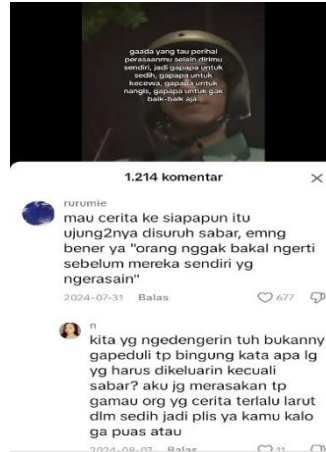 gaada yang tau perihal
perasaanmu selain dirimu
sendiri, jadi gapapa untuk
sedih, gapapa untuk
kecewa, gapapa untuk
nangis, gapapa untuk gak
baik-baik aja
1.214 komentar
rurumie
mau cerita ke siapapun itu
ujung2nya disuruh sabar, emng
bener ya "orang nggak bakal ngerti
sebelum mereka sendiri yg
ngerasain"
2024-07-31 Balas 677
n
kita yg ngedengerin tuh bukanny
gapeduli tp bingung kata apa lg
yg harus dikeluarin kecuali
sabar? aku jg merasakan tp
gamau org yg cerita terlalu larut
dlm sedih jadi plis ya kamu kalo
ga puas atau
2024-08-07 Balas 11